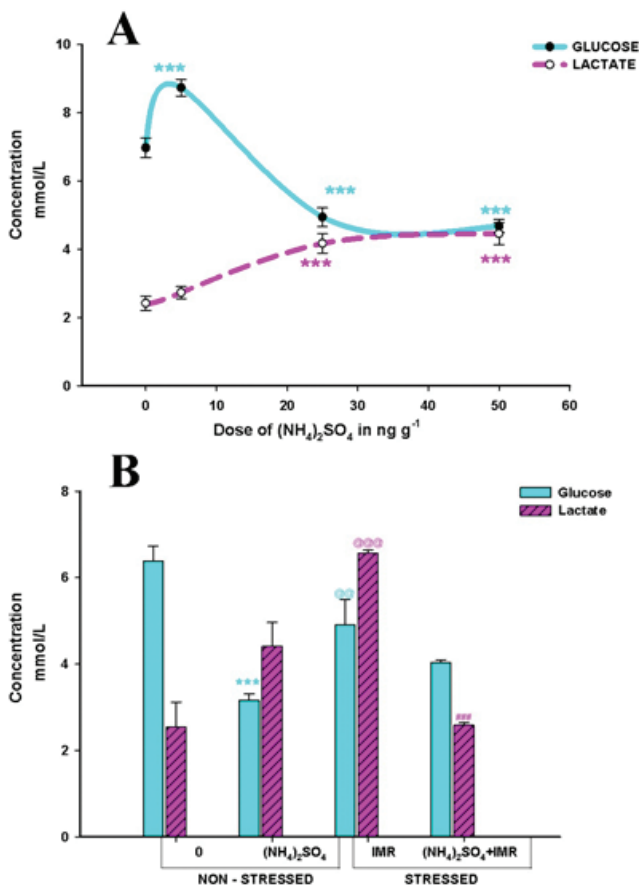 A
GLUCOSE
LACTATE
***
***
***
***
***
Concentration
mmol/L
10
8
6
4
2
0
0 10 20 30 40 50 60
Dose of (NH₄)₂SO₄ in ng g⁻¹
B
Glucose
Lactate
@@@
@@
***
###
Concentration
mmol/L
8
6
4
2
0
0 (NH₄)₂SO₄ IMR (NH₄)₂SO₄+IMR
NON - STRESSED STRESSED